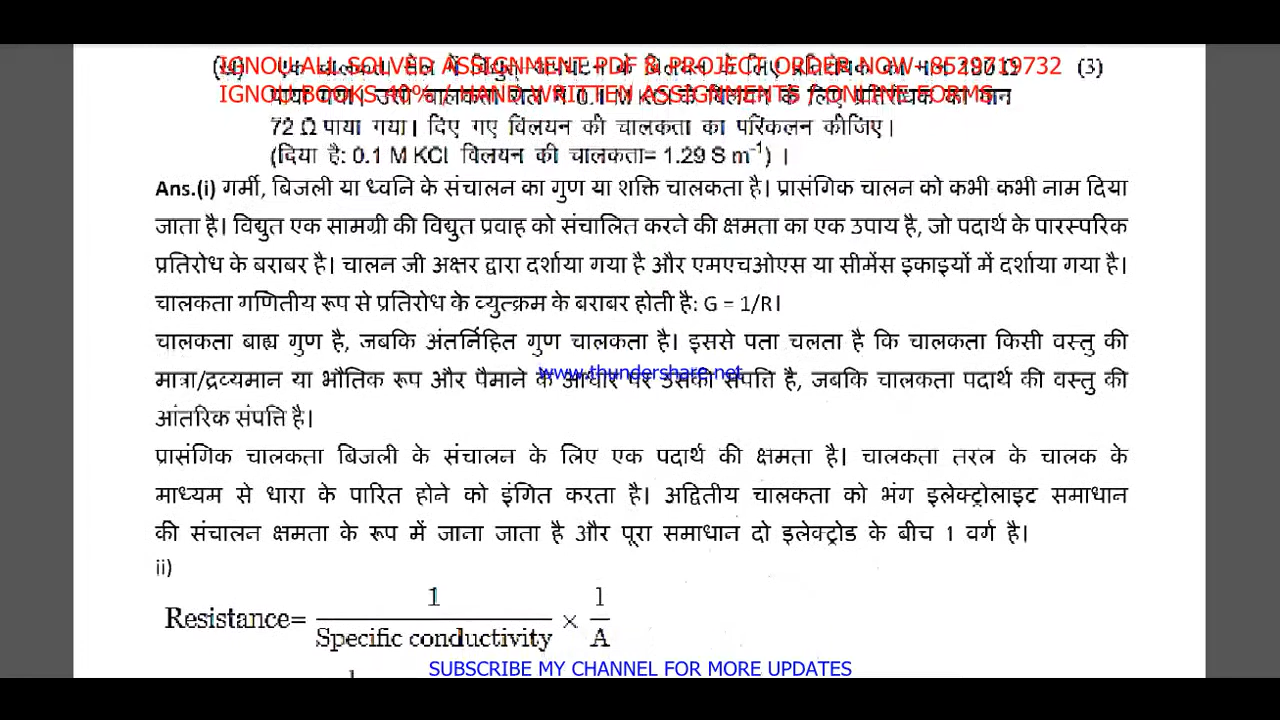 IGNOU ALL SOLVED ASSIGNMENT PDF & PROJECT ORDER NOW
(3)
IGNOU BOOKS 40% / HAND WRITTEN ASSIGNMENTS / ONLINE FORMS
72 Ω पाया गया। दिए गए विलयन की चालकता का परिकलन कीजिए।
(दिया है: 0.1 M KCl विलयन की चालकता= 1.29 S m⁻¹) ।
Ans.(i) गर्मी, बिजली या ध्वनि के संचालन का गुण या शक्ति चालकता है। प्रासंगिक चालन को कभी कभी नाम दिया
जाता है। विद्युत एक सामग्री की विद्युत प्रवाह को संचालित करने की क्षमता का एक उपाय है, जो पदार्थ के पारस्परिक
प्रतिरोध के बराबर है। चालन जी अक्षर द्वारा दर्शाया गया है और एमएचओएस या सीमेंस इकाइयों में दर्शाया गया है।
चालकता गणितीय रूप से प्रतिरोध के व्युत्क्रम के बराबर होती है: G = 1/R।
चालकता बाह्य गुण है, जबकि अंतर्निहित गुण चालकता है। इससे पता चलता है कि चालकता किसी वस्तु की
मात्रा/द्रव्यमान या भौतिक रूप और पैमाने के आधार पर उसकी संपत्ति है, जबकि चालकता पदार्थ की वस्तु की
www.thundershare.net
आंतरिक संपत्ति है।
प्रासंगिक चालकता बिजली के संचालन के लिए एक पदार्थ की क्षमता है। चालकता तरल के चालक के
माध्यम से धारा के पारित होने को इंगित करता है। अद्वितीय चालकता को भंग इलेक्ट्रोलाइट समाधान
की संचालन क्षमता के रूप में जाना जाता है और पूरा समाधान दो इलेक्ट्रोड के बीच 1 वर्ग है।
ii)
1 l
Resistance= ×
Specific conductivity A
SUBSCRIBE MY CHANNEL FOR MORE UPDATES